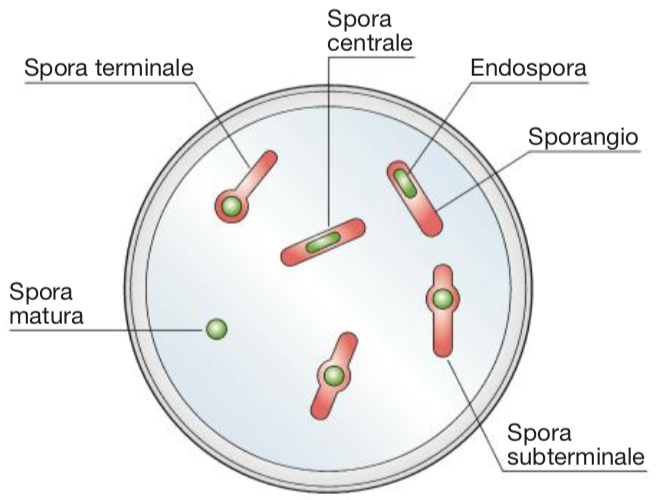 Spora
centrale
Spora terminale
Endospora
Sporangio
Spora
matura
Spora
subterminale